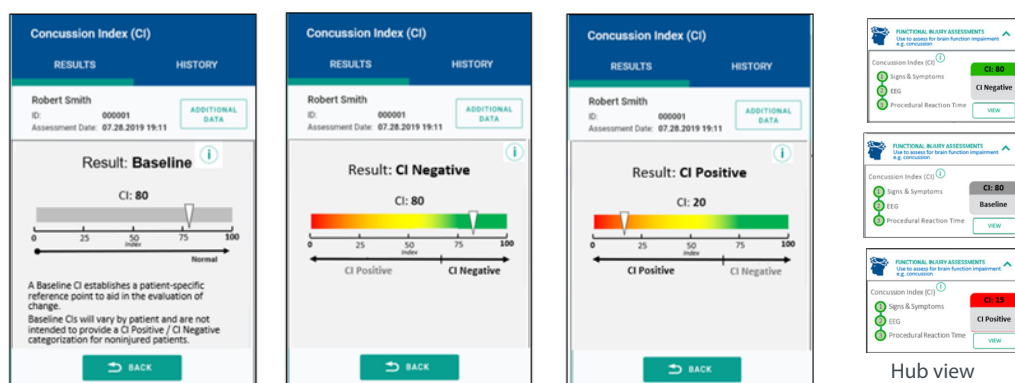 Concussion Index (CI)
RESULTS HISTORY
Robert Smith
ID: 000001
Assessment Date: 07.28.2019 19:11
ADDITIONAL
DATA
Result: Baseline i
CI: 80
0 25 50 75 100
Index
Normal
A Baseline CI establishes a patient-specific
reference point to aid in the evaluation of
change.
Baseline CIs will vary by patient and are not
intended to provide a CI Positive / CI Negative
categorization for noninjured patients.
BACK
Concussion Index (CI)
RESULTS HISTORY
Robert Smith
ID: 000001
Assessment Date: 07.28.2019 19:11
ADDITIONAL
DATA
i
Result: CI Negative
CI: 80
0 25 50 75 100
Index
CI Positive CI Negative
BACK
Concussion Index (CI)
RESULTS HISTORY
Robert Smith
ID: 000001
Assessment Date: 07.28.2019 19:11
ADDITIONAL
DATA
i
Result: CI Positive
CI: 20
0 25 50 75 100
Index
CI Positive CI Negative
BACK
FUNCTIONAL INJURY ASSESSMENTS
Use to assess for brain function impairment
e.g. concussion
Concussion Index (CI) i
1 Signs & Symptoms
2 EEG
3 Procedural Reaction Time
CI: 80
CI Negative
VIEW
FUNCTIONAL INJURY ASSESSMENTS
Use to assess for brain function impairment
e.g. concussion
Concussion Index (CI) i
1 Signs & Symptoms
2 EEG
3 Procedural Reaction Time
CI: 80
Baseline
VIEW
FUNCTIONAL INJURY ASSESSMENTS
Use to assess for brain function impairment
e.g. concussion
Concussion Index (CI) i
1 Signs & Symptoms
2 EEG
3 Procedural Reaction Time
CI: 15
CI Positive
VIEW
Hub view